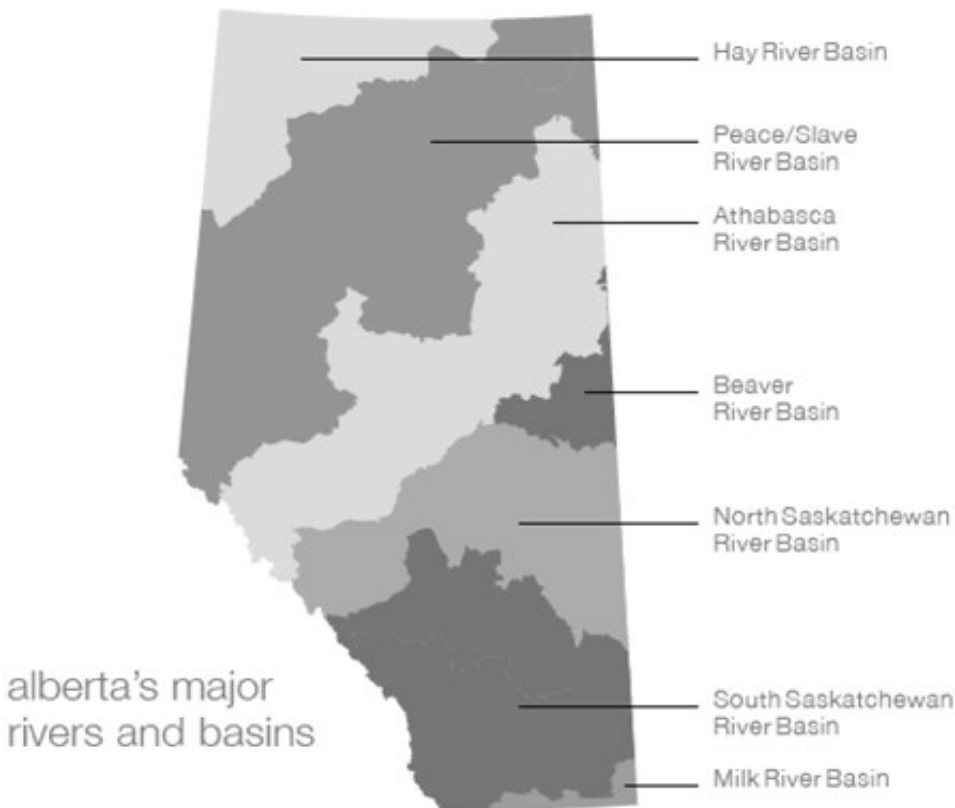 Hay River Basin
Peace/Slave
River Basin
Athabasca
River Basin
Beaver
River Basin
North Saskatchewan
River Basin
alberta's major
rivers and basins
South Saskatchewan
River Basin
Milk River Basin